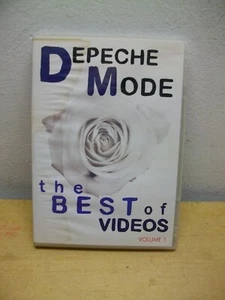 DEPECHE
MODE
the
BEST of
VIDEOS
VOLUME 1